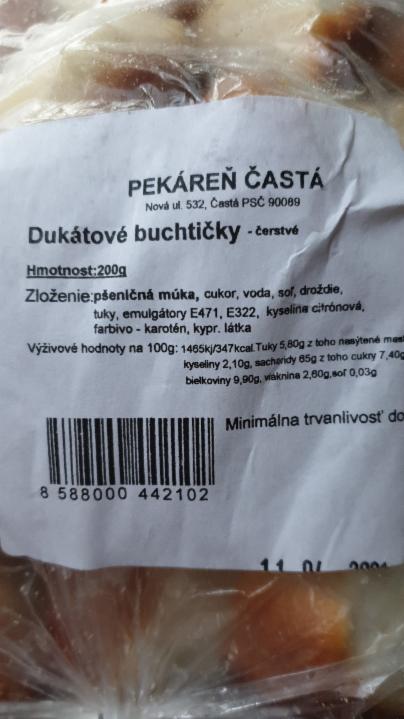 PEKÁREŇ ČASTÁ
Nová ul. 532, Častá PSČ 90089
Dukátové buchtičky - čerstvé
Hmotnost:200g
Zloženie:pšeničná múka, cukor, voda, soľ, droždie,
tuky, emulgátory E471, E322, kyselina citrónová,
farbivo - karotén, kypr. látka
Výživové hodnoty na 100g: 1465kj/347kcal Tuky 5,80g z toho nasýtené mas
kyseliny 2,10g, sacharidy 65g z toho cukry 7,40g
bielkoviny 9,90g, vláknina 2,60g,soľ 0,03g
Minimálna trvanlivosť do
8 588000 442102
11